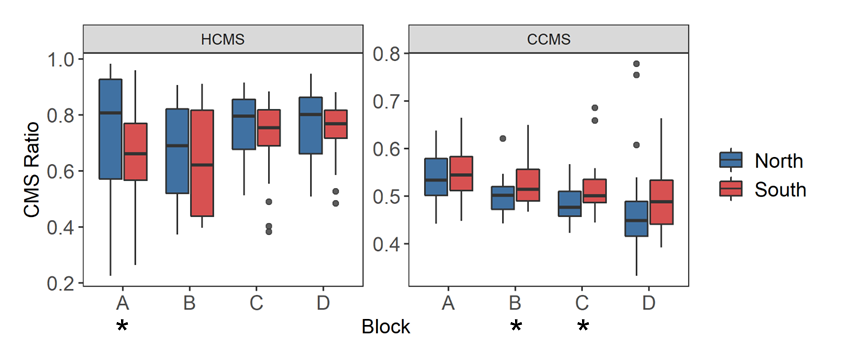 HCMS
CCMS
CMS Ratio
1.0
0.8
0.6
0.4
0.2
0.8
0.7
0.6
0.5
0.4
A B C D
A B C D
* Block * *
North
South